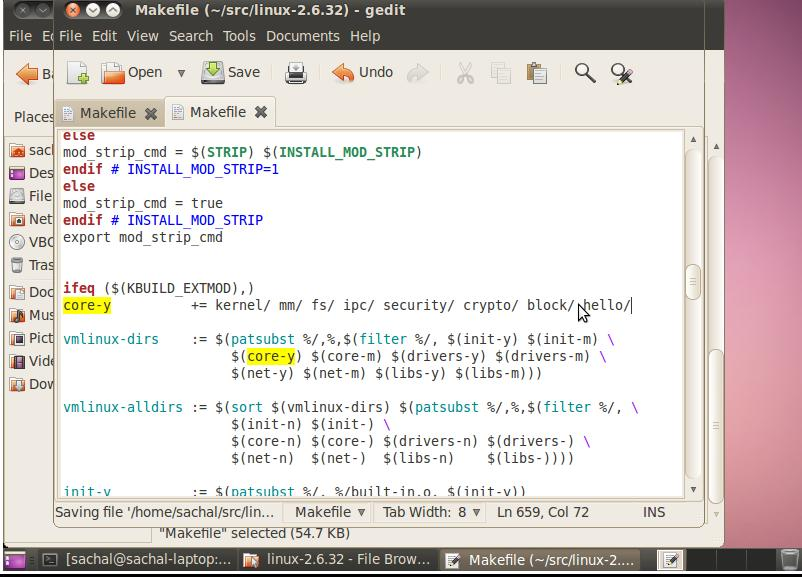 Makefile (~/src/linux-2.6.32) - gedit
File Ed File Edit View Search Tools Documents Help
Ba Open Save Undo
Places
Makefile Makefile
else
mod_strip_cmd = $(STRIP) $(INSTALL_MOD_STRIP)
endif # INSTALL_MOD_STRIP=1
else
mod_strip_cmd = true
endif # INSTALL_MOD_STRIP
export mod_strip_cmd
ifeq ($(KBUILD_EXTMOD),)
core-y += kernel/ mm/ fs/ ipc/ security/ crypto/ block/ hello/
vmlinux-dirs := $(patsubst %/,%,$(filter %/, $(init-y) $(init-m) \
$(core-y) $(core-m) $(drivers-y) $(drivers-m) \
$(net-y) $(net-m) $(libs-y) $(libs-m)))
vmlinux-alldirs := $(sort $(vmlinux-dirs) $(patsubst %/,%,$(filter %/, \
$(init-n) $(init-) \
$(core-n) $(core-) $(drivers-n) $(drivers-) \
$(net-n) $(net-) $(libs-n) $(libs-))))
init-y := $(patsubst %/, %/built-in.o, $(init-y))
sach
Des
File
Net
VBO
Tras
Doc
Mus
Pict
Vide
Dow
Saving file '/home/sachal/src/lin... Makefile Tab Width: 8 Ln 659, Col 72 INS
"Makefile" selected (54.7 KB)
[sachal@sachal-laptop:... linux-2.6.32 - File Brow... Makefile (~/src/linux-2....